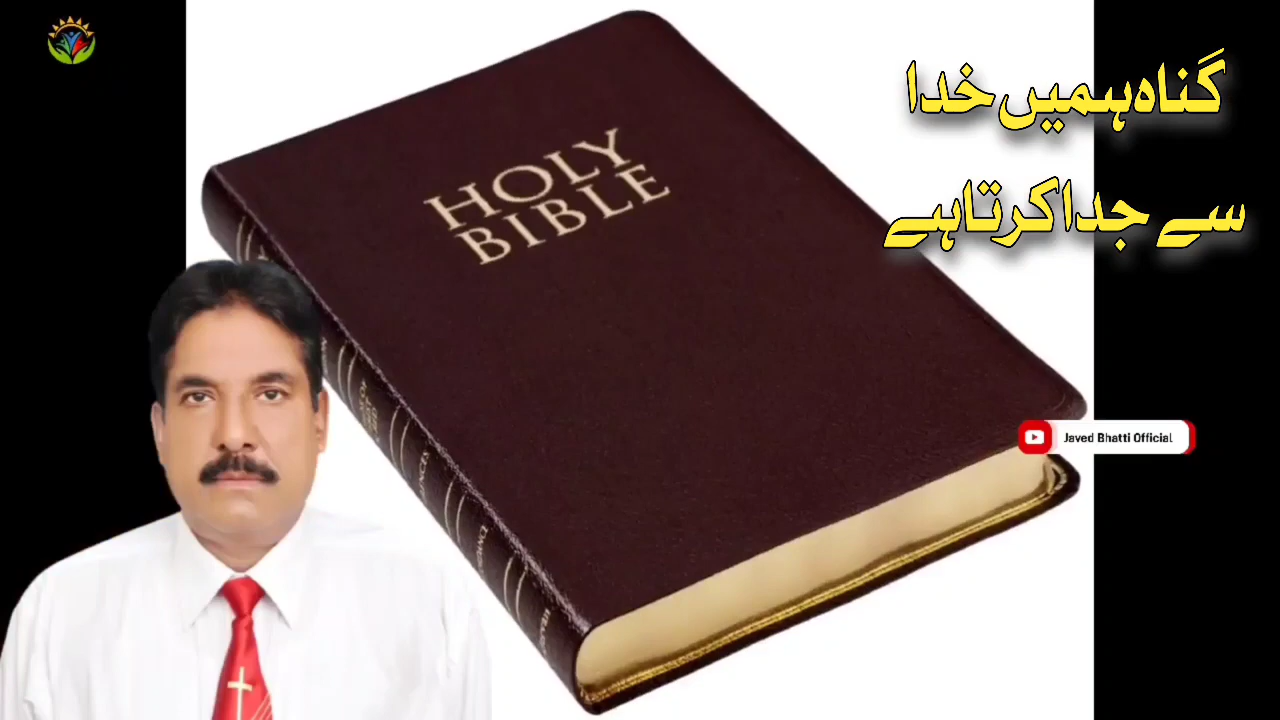 گناہ ہمیں خدا
سے جدا کرتا ہے
HOLY
BIBLE
Javed Bhatti Official